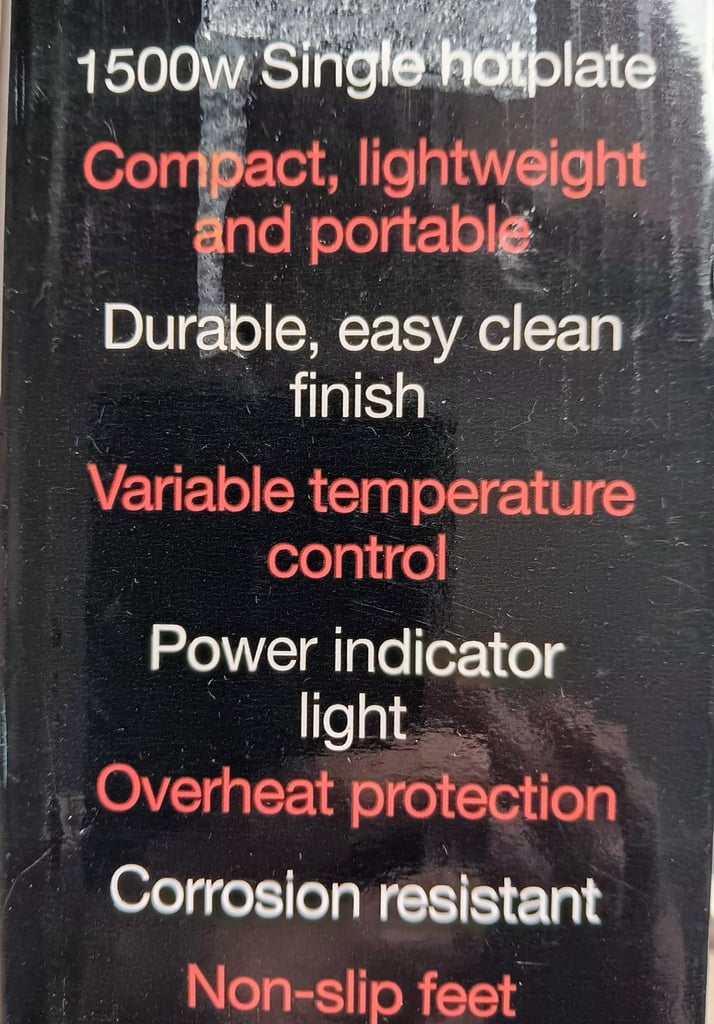 1500w Single hotplate
Compact, lightweight
and portable
Durable, easy clean
finish
Variable temperature
control
Power indicator
light
Overheat protection
Corrosion resistant
Non-slip feet